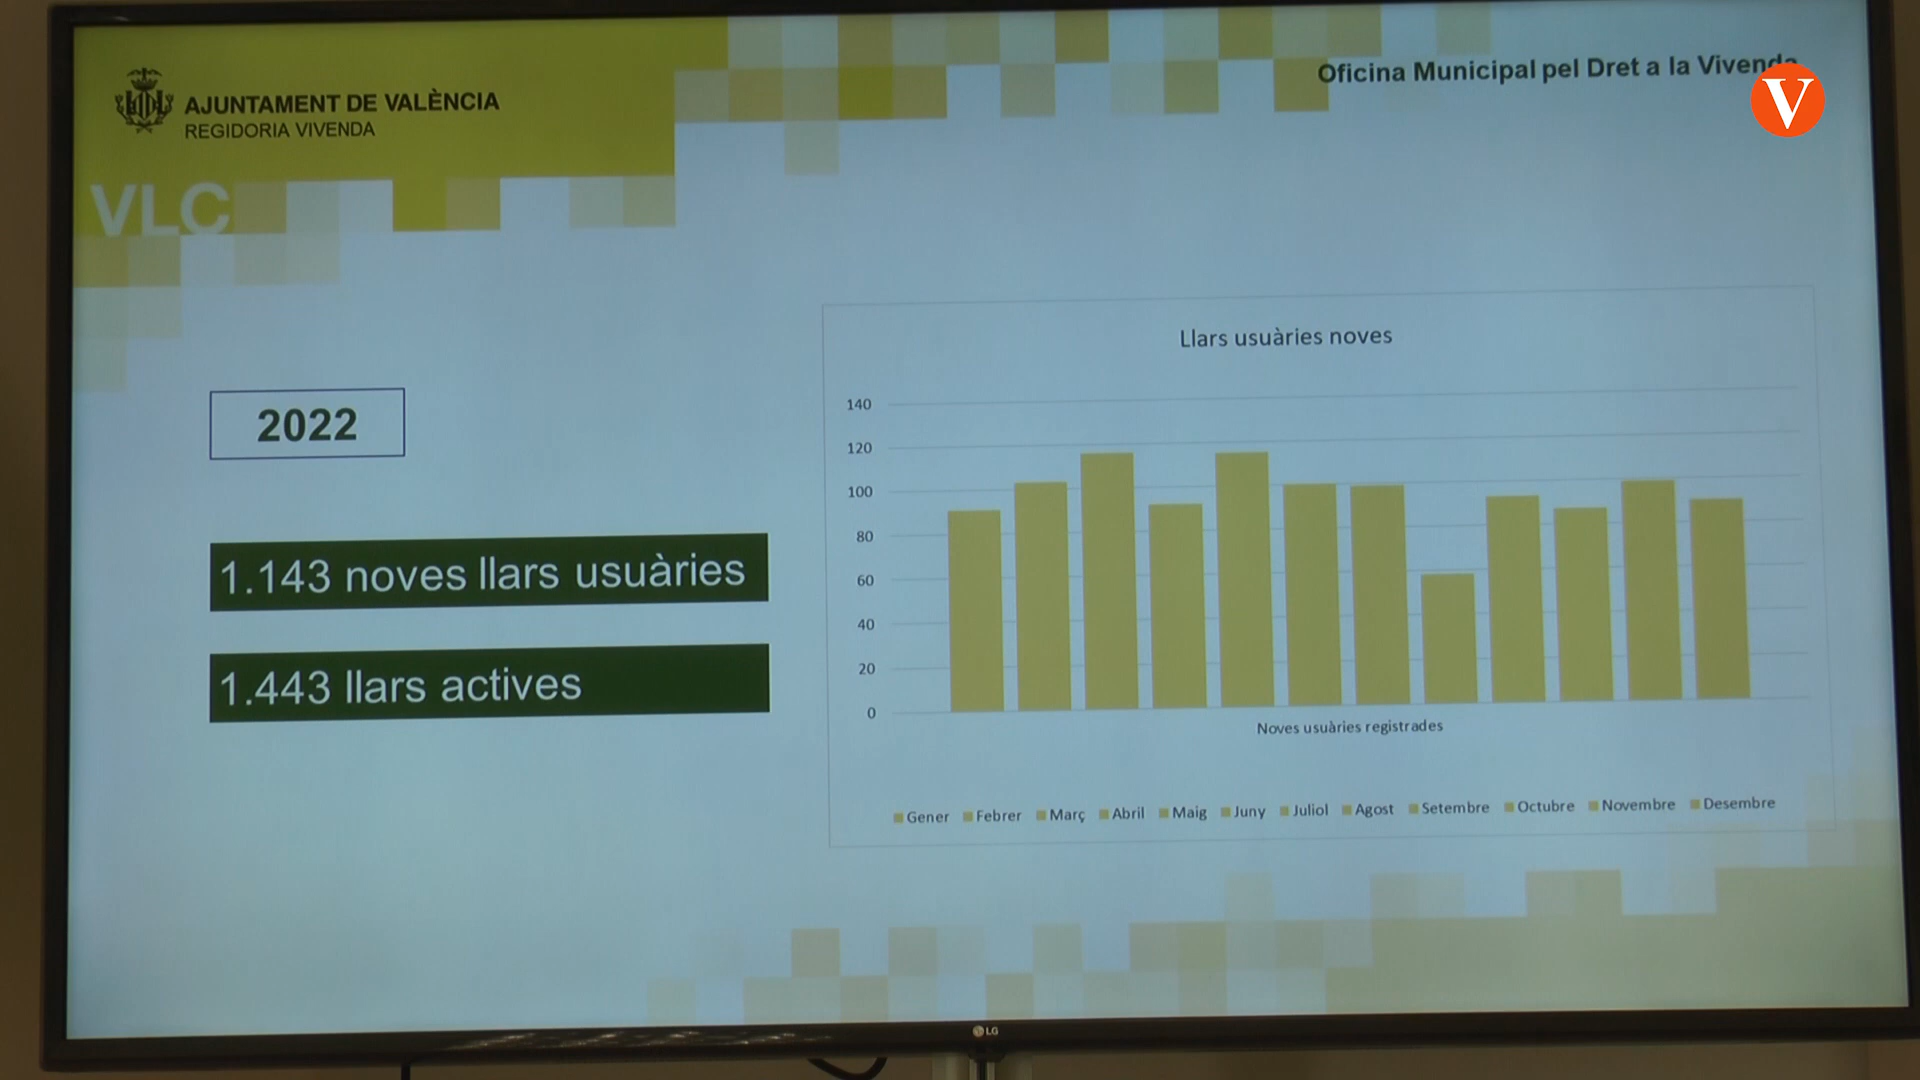 AJUNTAMENT DE VALÈNCIA
REGIDORIA VIVENDA
VLC
Oficina Municipal pel Dret a la Vivenda
V
2022
1.143 noves llars usuàries
1.443 llars actives
Llars usuàries noves
140
120
100
80
60
40
20
0
Noves usuàries registrades
Gener Febrer Març Abril Maig Juny Juliol Agost Setembre Octubre Novembre Desembre
LG